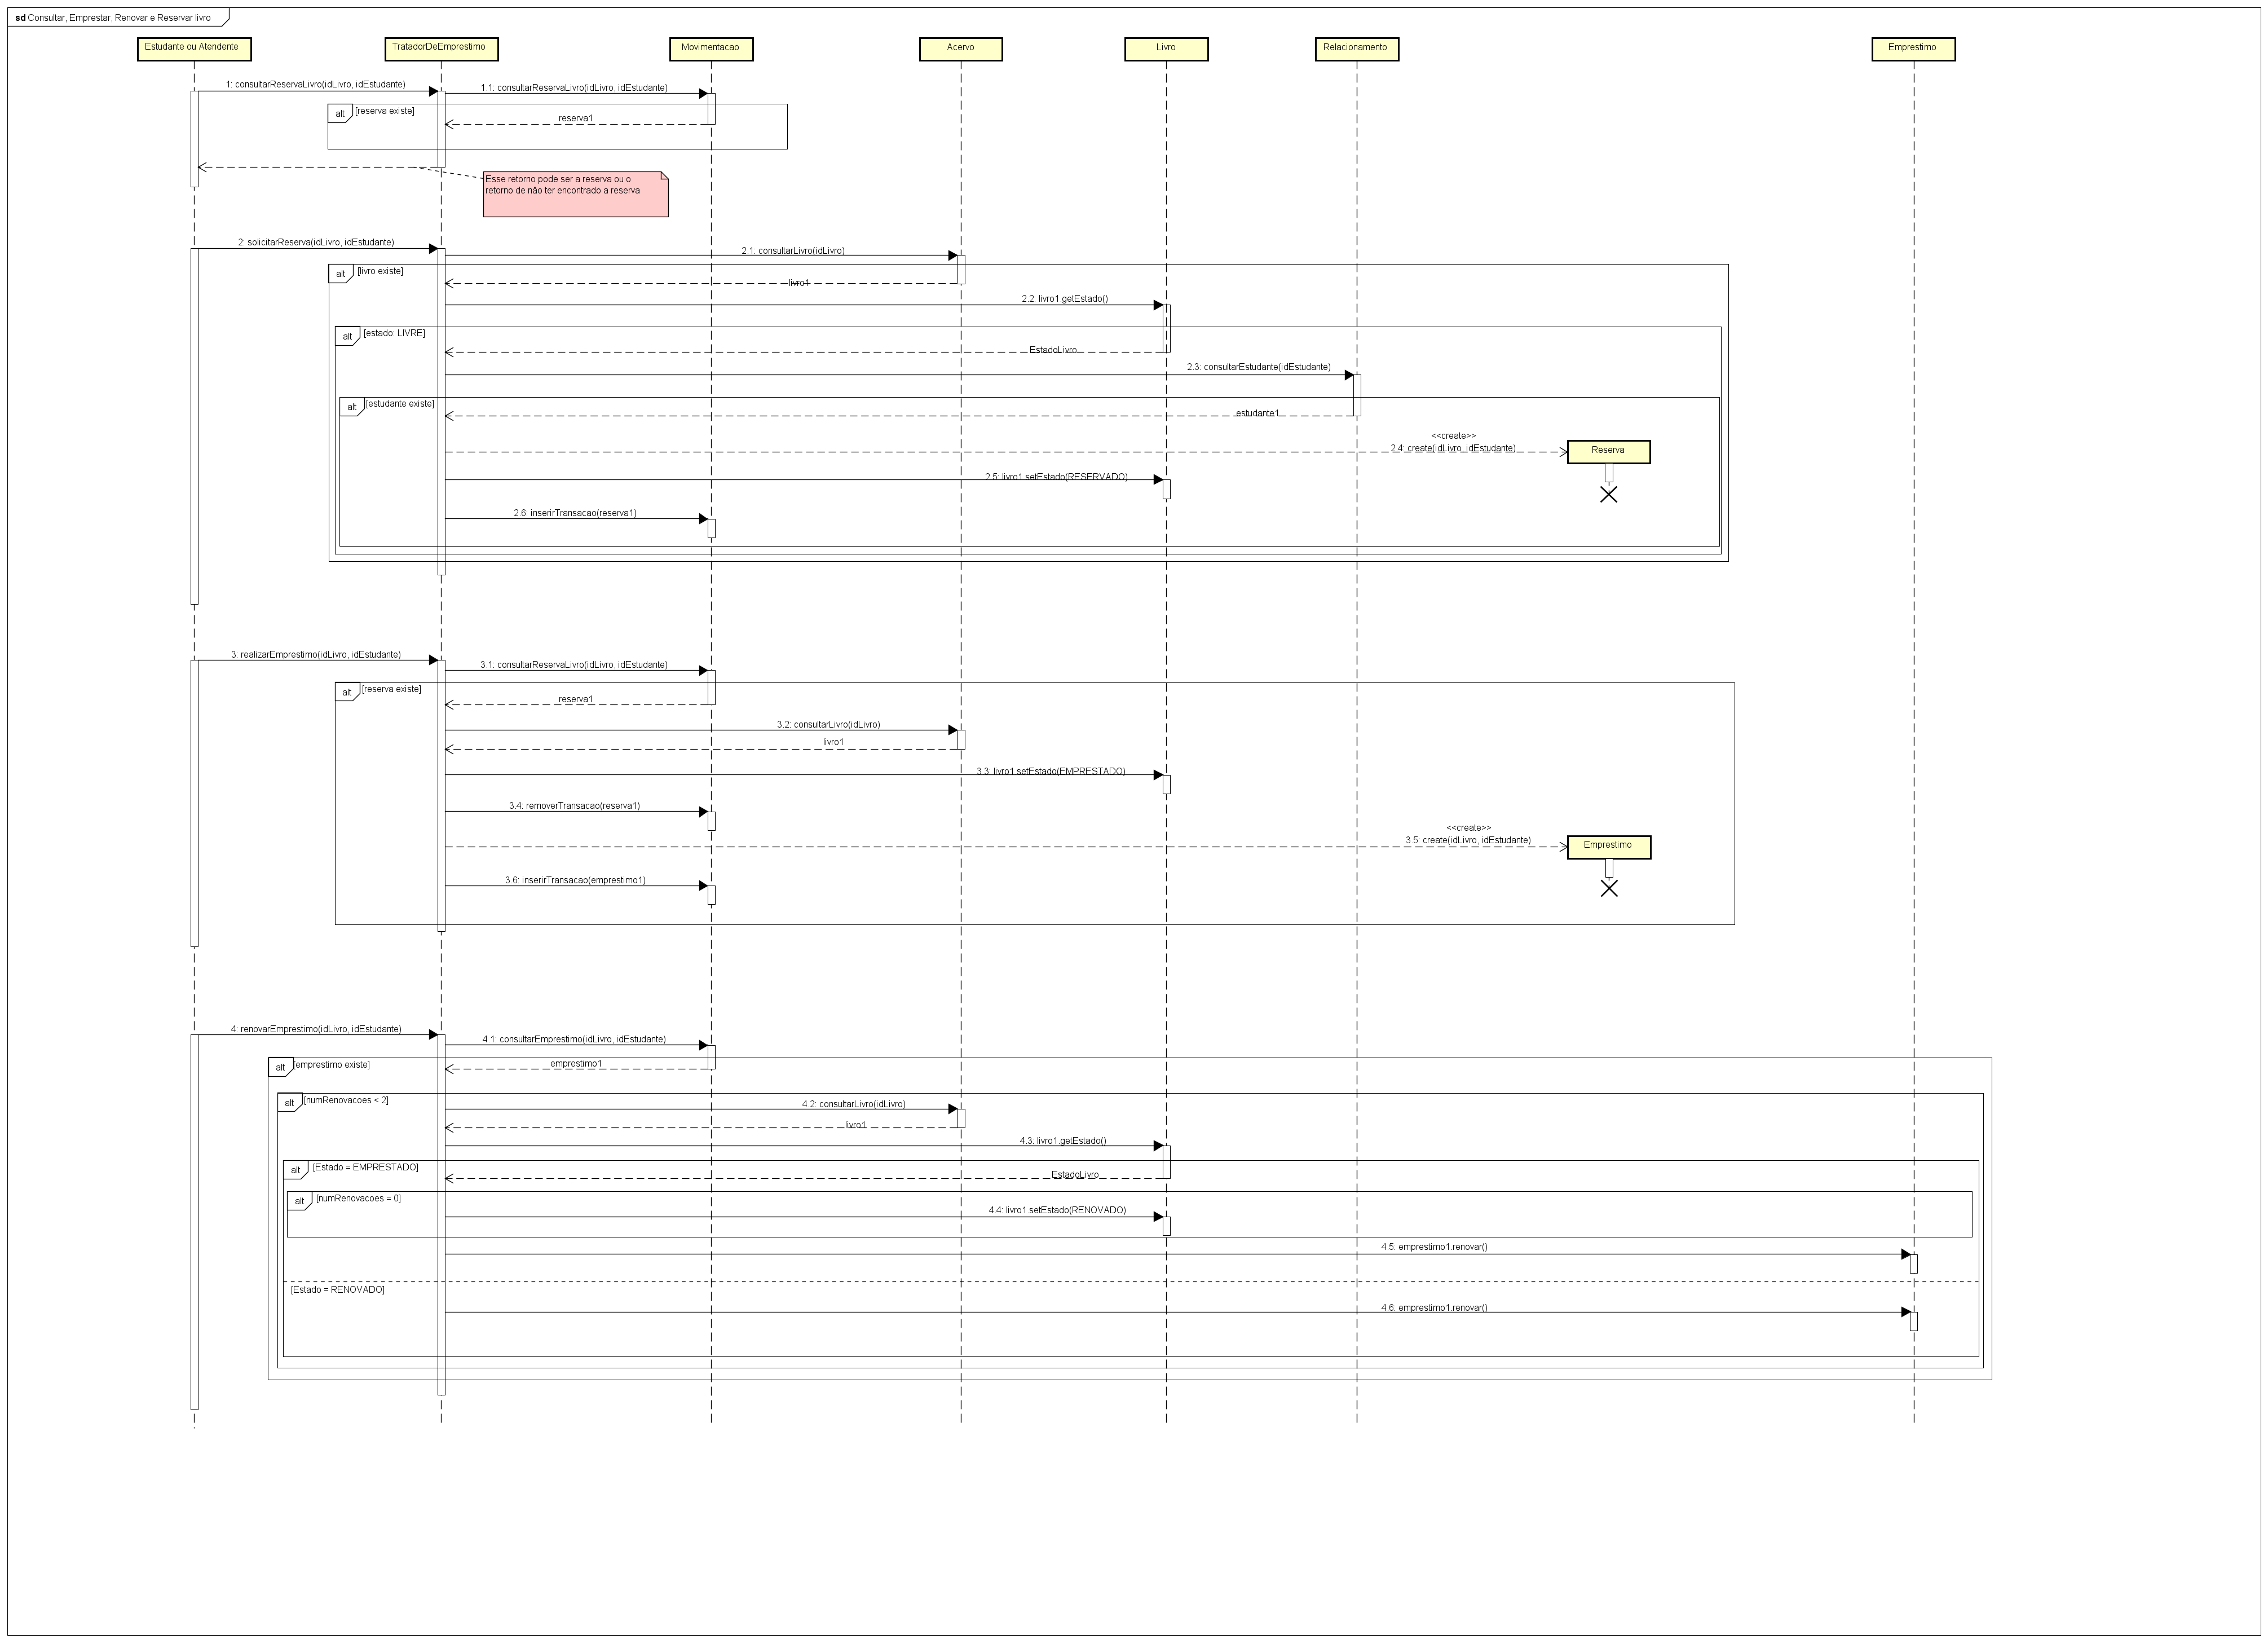 sd Consultar, Emprestar, Renovar e Reservar livro
Estudante ou Atendente
TratadorDeEmprestimo
Movimentacao
Acervo
Livro
Relacionamento
Emprestimo
1: consultarReservaLivro(idLivro, idEstudante)
1.1: consultarReservaLivro(idLivro, idEstudante)
alt
[reserva existe]
reserva1
Esse retorno pode ser a reserva ou o
retorno de não ter encontrado a reserva
2: solicitarReserva(idLivro, idEstudante)
2.1: consultarLivro(idLivro)
alt
[livro existe]
livro1
2.2: livro1.getEstado()
alt
[estado: LIVRE]
EstadoLivro
2.3: consultarEstudante(idEstudante)
alt
[estudante existe]
estudante1
<<create>>
2.4: create(idLivro, idEstudante)
Reserva
2.5: livro1.setEstado(RESERVADO)
2.6: inserirTransacao(reserva1)
3: realizarEmprestimo(idLivro, idEstudante)
3.1: consultarReservaLivro(idLivro, idEstudante)
alt
[reserva existe]
reserva1
3.2: consultarLivro(idLivro)
livro1
3.3: livro1.setEstado(EMPRESTADO)
3.4: removerTransacao(reserva1)
<<create>>
3.5: create(idLivro, idEstudante)
Emprestimo
3.6: inserirTransacao(emprestimo1)
4: renovarEmprestimo(idLivro, idEstudante)
4.1: consultarEmprestimo(idLivro, idEstudante)
alt
[emprestimo existe]
emprestimo1
alt
[numRenovacoes < 2]
4.2: consultarLivro(idLivro)
livro1
4.3: livro1.getEstado()
alt
[Estado = EMPRESTADO]
EstadoLivro
alt
[numRenovacoes = 0]
4.4: livro1.setEstado(RENOVADO)
4.5: emprestimo1.renovar()
[Estado = RENOVADO]
4.6: emprestimo1.renovar()